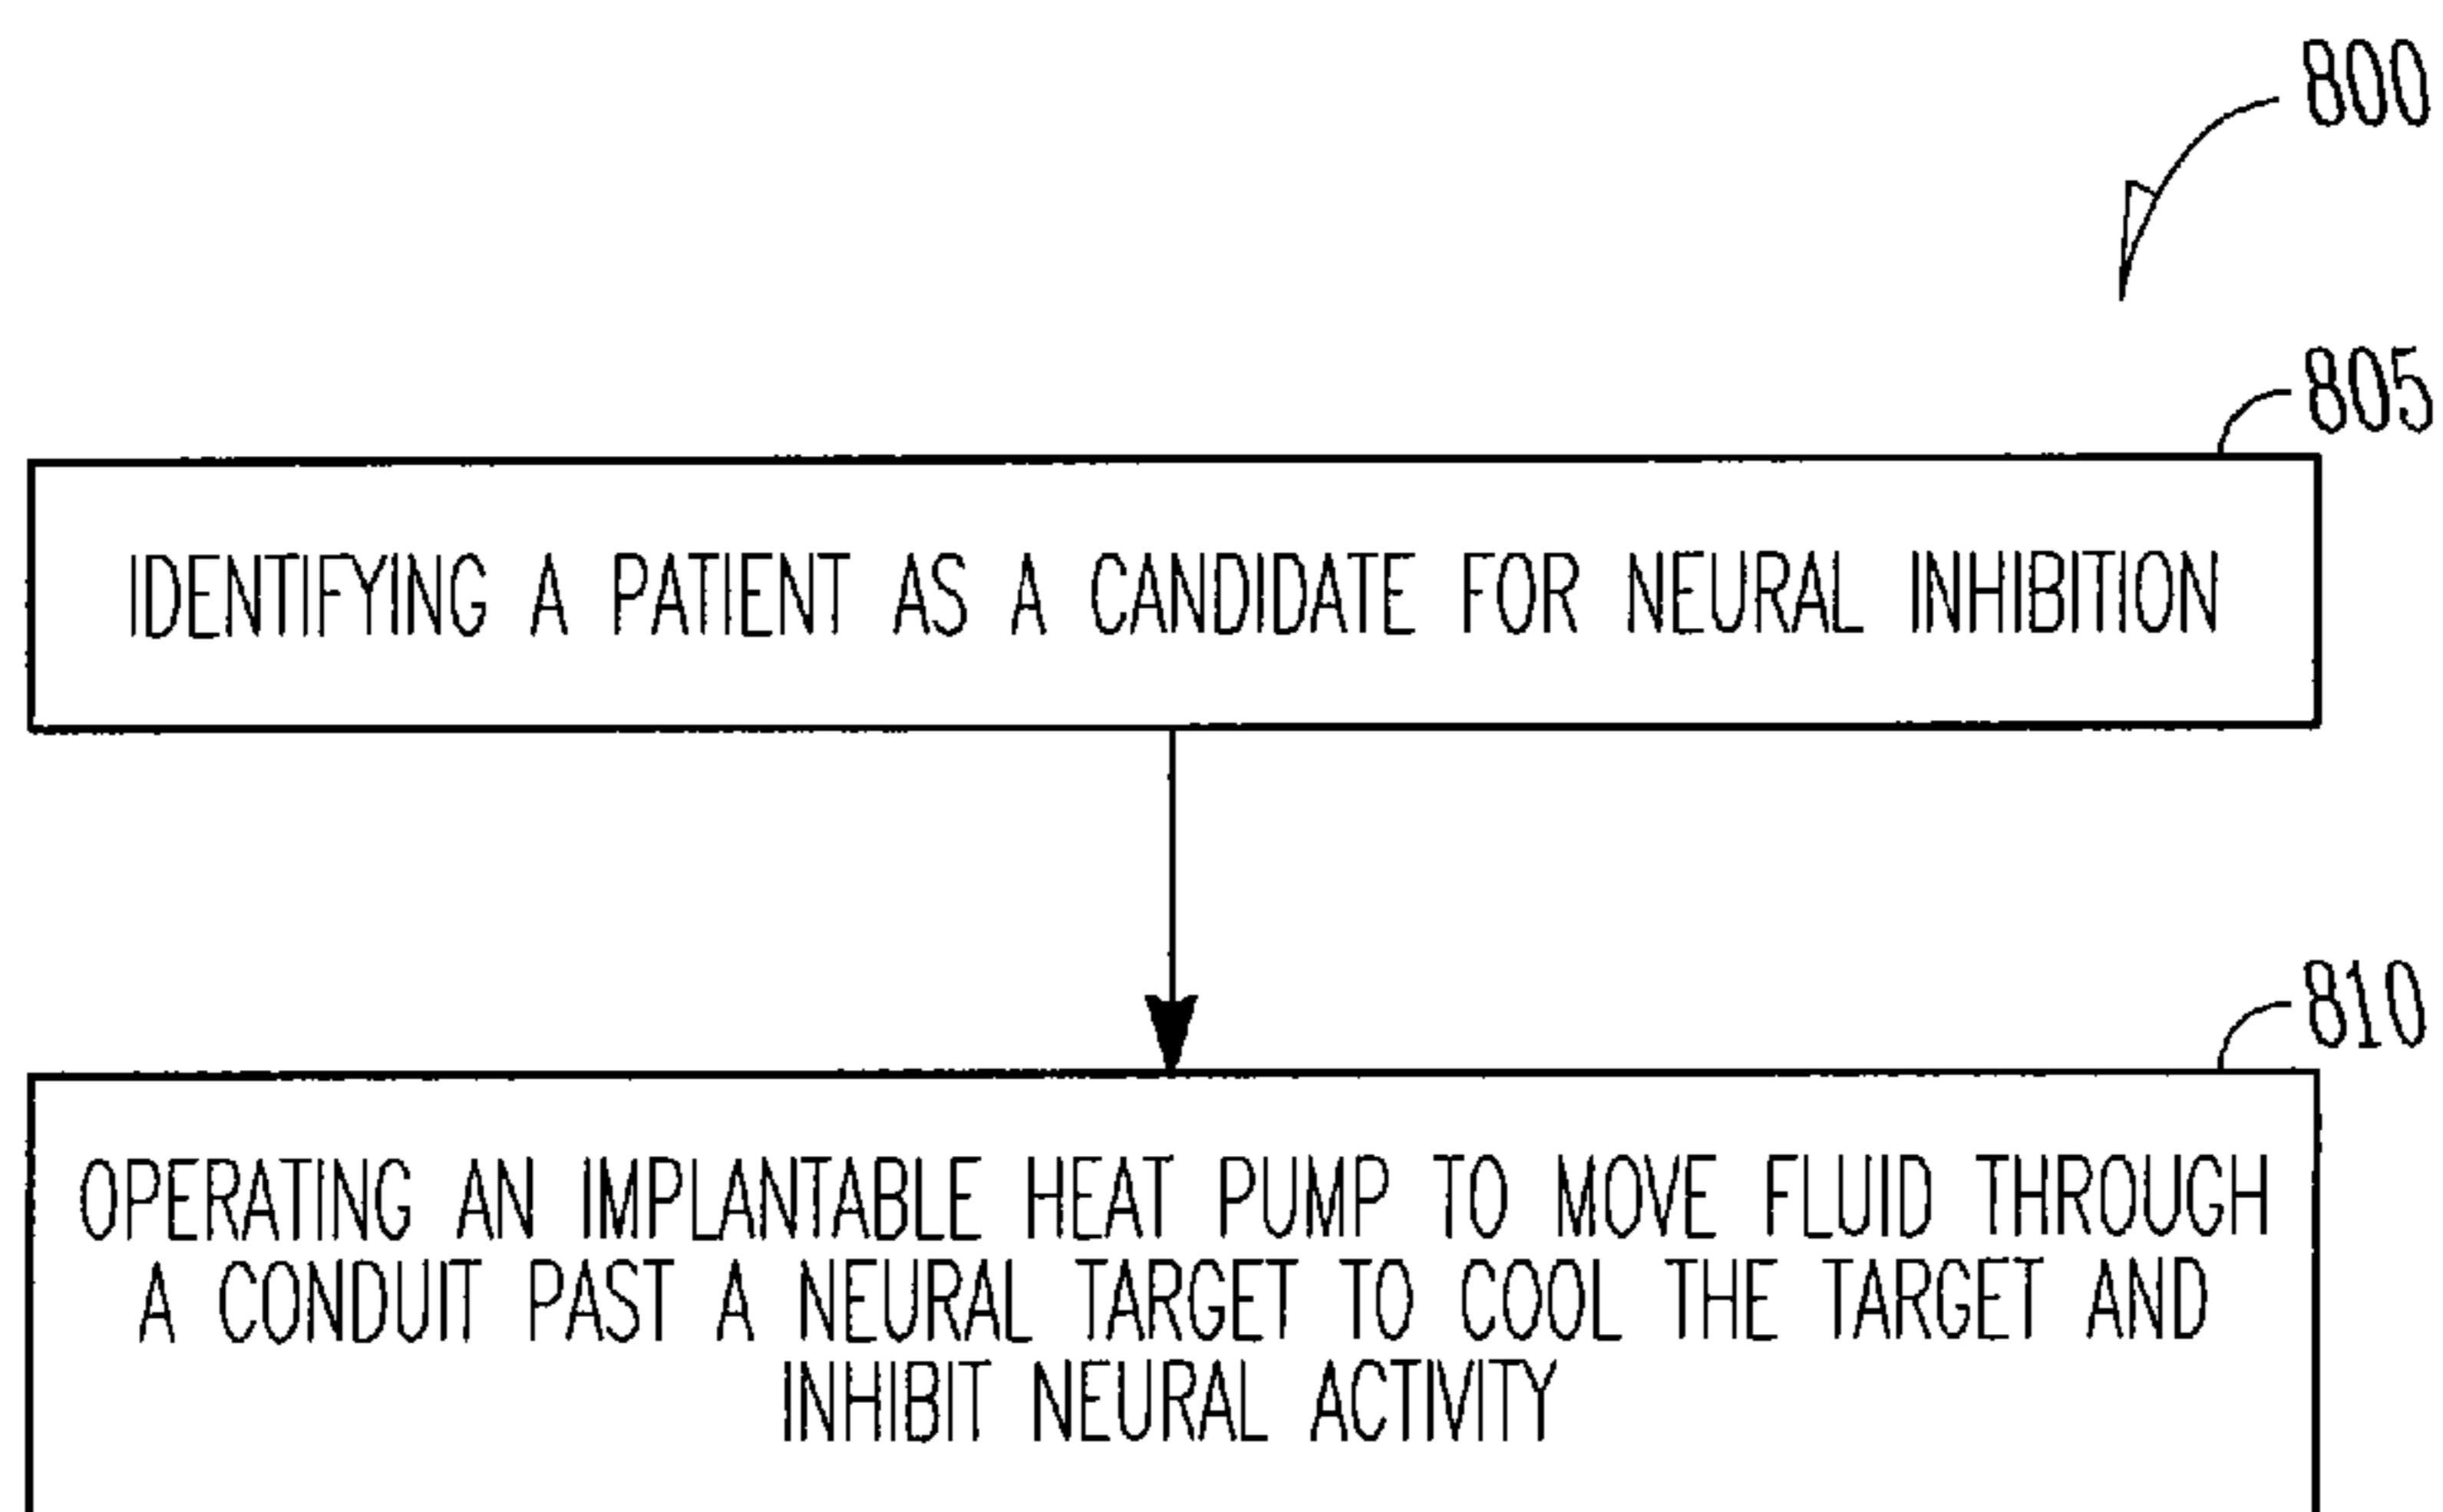 800
805
IDENTIFYING A PATIENT AS A CANDIDATE FOR NEURAL INHIBITION
810
OPERATING AN IMPLANTABLE HEAT PUMP TO MOVE FLUID THROUGH
A CONDUIT PAST A NEURAL TARGET TO COOL THE TARGET AND
INHIBIT NEURAL ACTIVITY